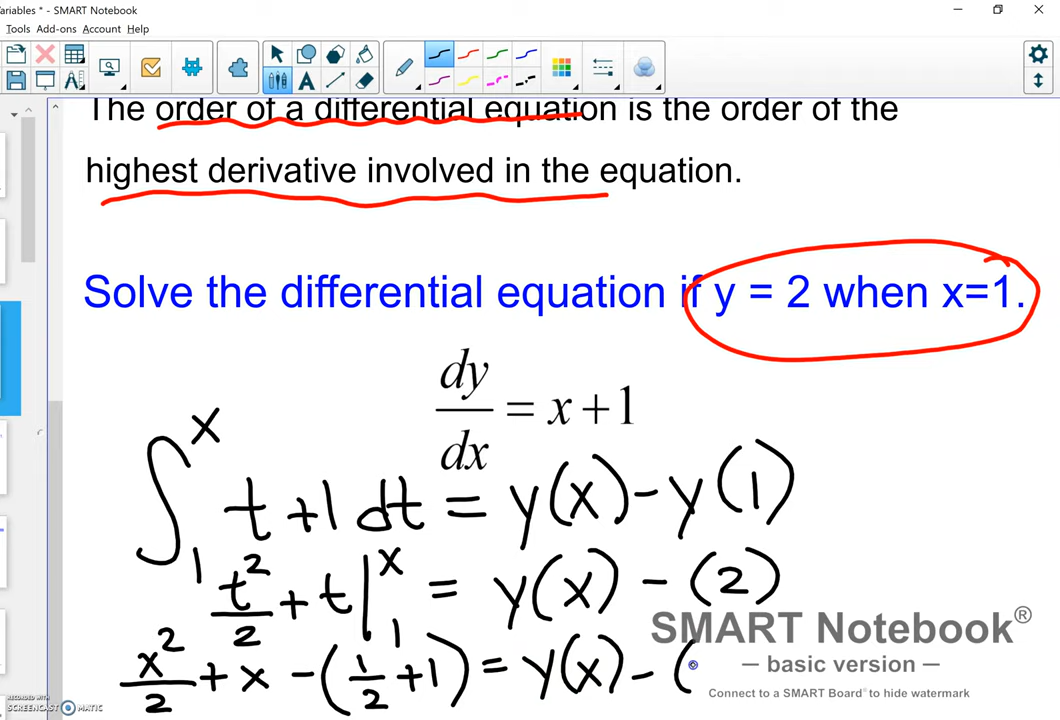 ariables * - SMART Notebook
Tools Add-ons Account Help
The order of a differential equation is the order of the
highest derivative involved in the equation.
Solve the differential equation if y = 2 when x=1.
dy/dx = x + 1
∫₁ˣ t + 1 dt = y(x) - y(1)
t²/2 + t |₁ˣ = y(x) - (2)
x²/2 + x - (1/2 + 1) = y(x) - (
SMART Notebook®
— basic version —
Connect to a SMART Board® to hide watermark
RECORDED WITH
SCREENCAST MATIC